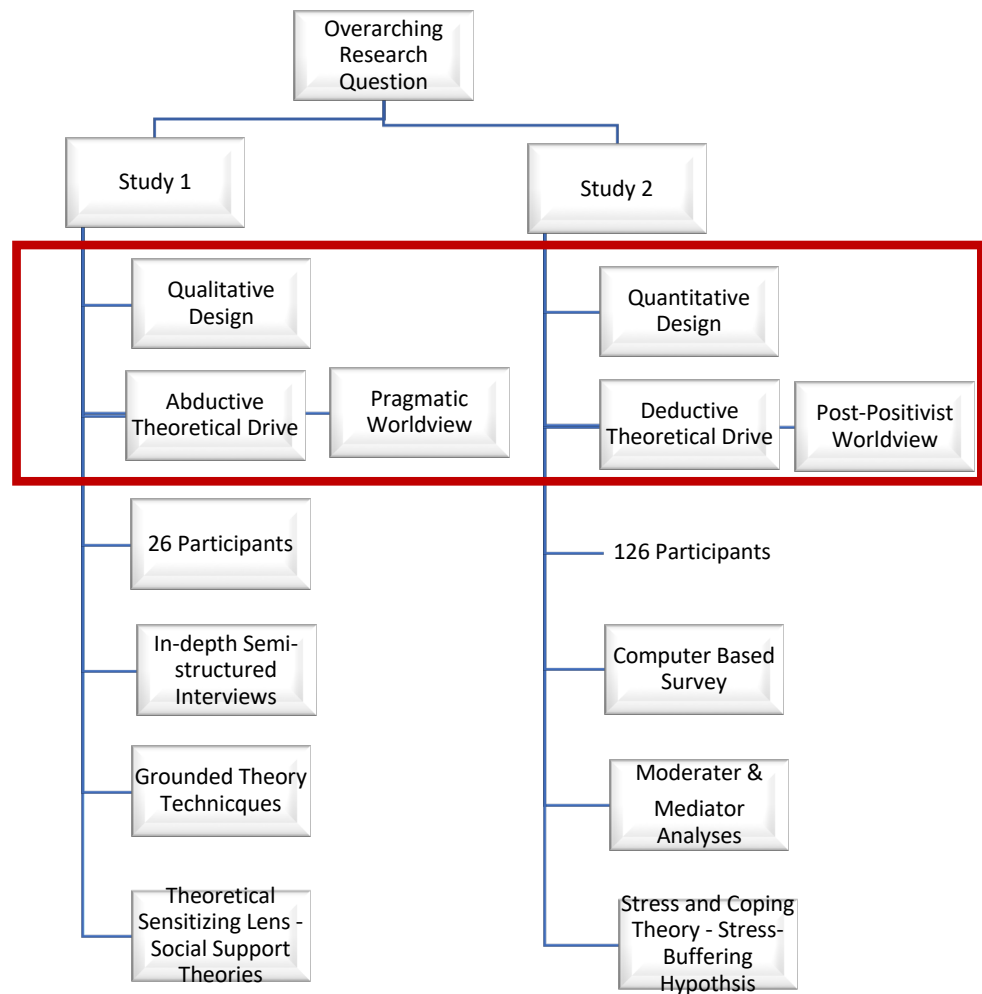 Overarching
Research
Question
Study 1
Study 2
Qualitative
Design
Quantitative
Design
Abductive
Theoretical Drive
Pragmatic
Worldview
Deductive
Theoretical Drive
Post-Positivist
Worldview
26 Participants
126 Participants
In-depth Semi-
structured
Interviews
Computer Based
Survey
Grounded Theory
Technicques
Moderater &
Mediator
Analyses
Theoretical
Sensitizing Lens -
Social Support
Theories
Stress and Coping
Theory - Stress-
Buffering
Hypothsis